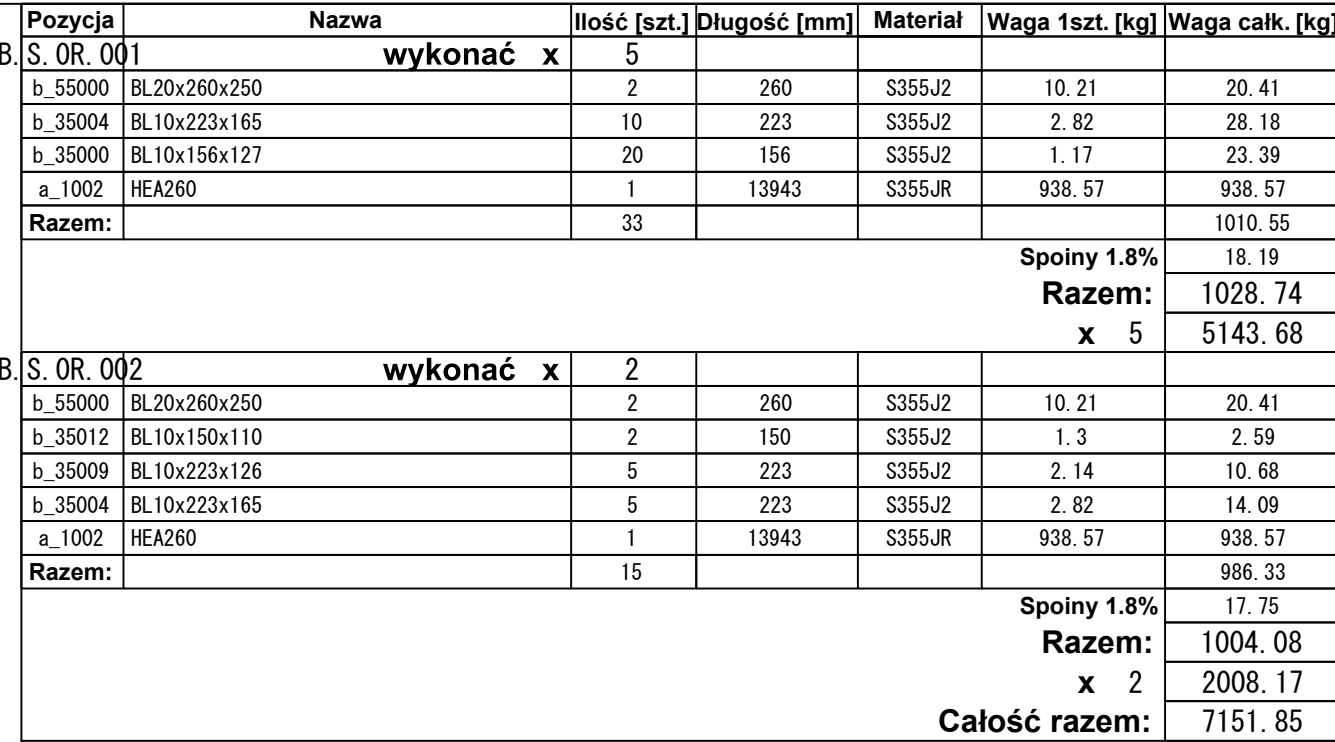 Pozycja Nazwa Ilość [szt.] Długość [mm] Materiał Waga 1szt. [kg] Waga całk. [kg]
B.S.OR.001 wykonać x 5
b_55000 BL20x260x250 2 260 S355J2 10.21 20.41
b_35004 BL10x223x165 10 223 S355J2 2.82 28.18
b_35000 BL10x156x127 20 156 S355J2 1.17 23.39
a_1002 HEA260 1 13943 S355JR 938.57 938.57
Razem: 33 1010.55
Spoiny 1.8% 18.19
Razem: 1028.74
x 5 5143.68
B.S.OR.002 wykonać x 2
b_55000 BL20x260x250 2 260 S355J2 10.21 20.41
b_35012 BL10x150x110 2 150 S355J2 1.3 2.59
b_35009 BL10x223x126 5 223 S355J2 2.14 10.68
b_35004 BL10x223x165 5 223 S355J2 2.82 14.09
a_1002 HEA260 1 13943 S355JR 938.57 938.57
Razem: 15 986.33
Spoiny 1.8% 17.75
Razem: 1004.08
x 2 2008.17
Całość razem: 7151.85